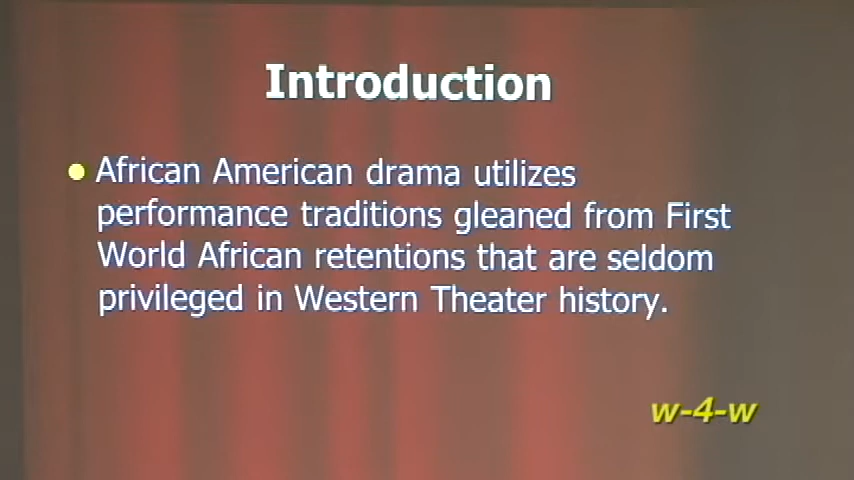 Introduction
African American drama utilizes
performance traditions gleaned from First
World African retentions that are seldom
privileged in Western Theater history.
w-4-w